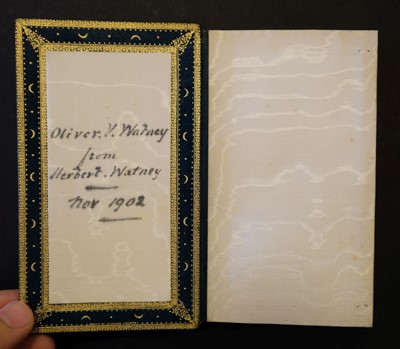 Oliver. V. Watney
from
Herbert. Watney
Nov 1902